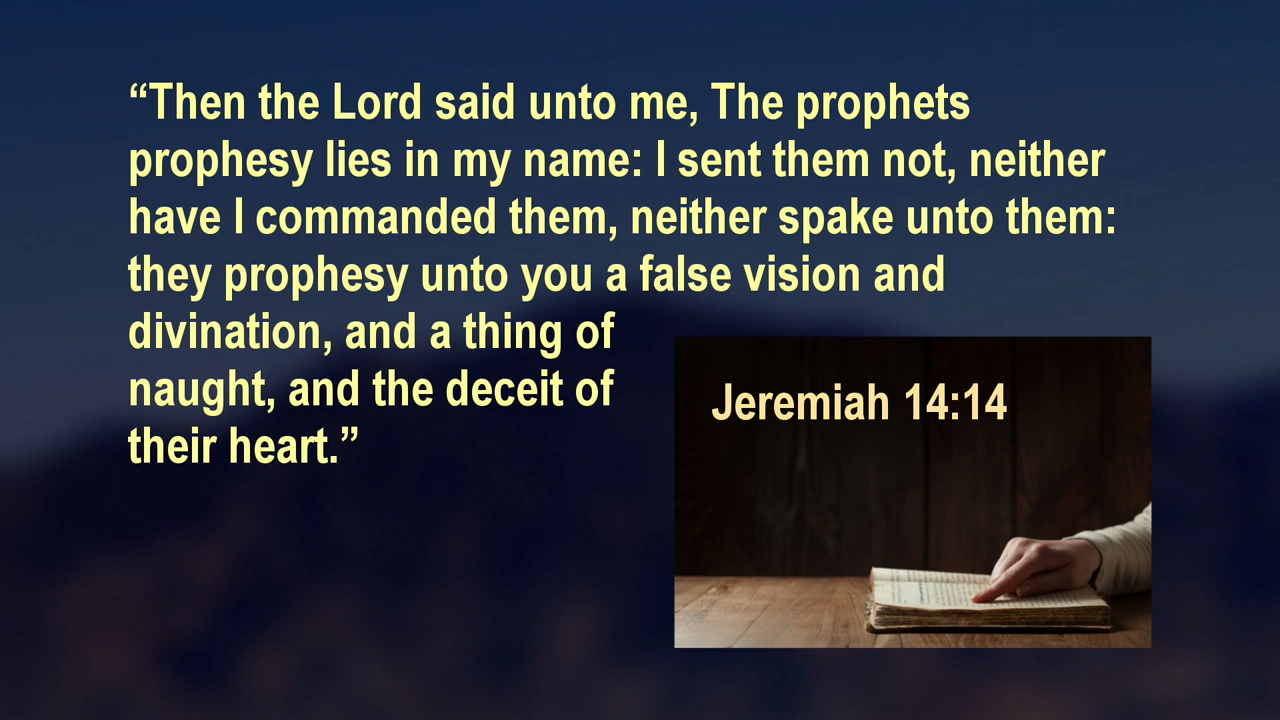 “Then the Lord said unto me, The prophets
prophesy lies in my name: I sent them not, neither
have I commanded them, neither spake unto them:
they prophesy unto you a false vision and
divination, and a thing of
naught, and the deceit of
their heart.”
Jeremiah 14:14